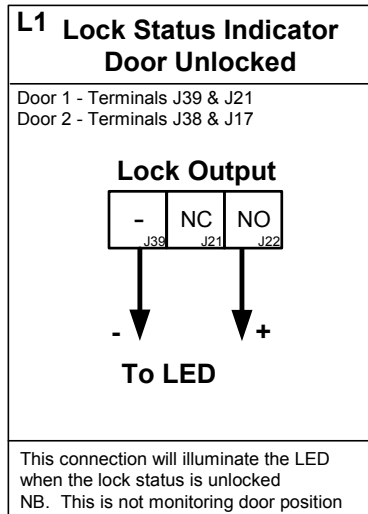 L1 Lock Status Indicator
Door Unlocked
Door 1 - Terminals J39 & J21
Door 2 - Terminals J38 & J17
Lock Output
- NC NO
J39 J21 J22
- +
To LED
This connection will illuminate the LED
when the lock status is unlocked
NB. This is not monitoring door position